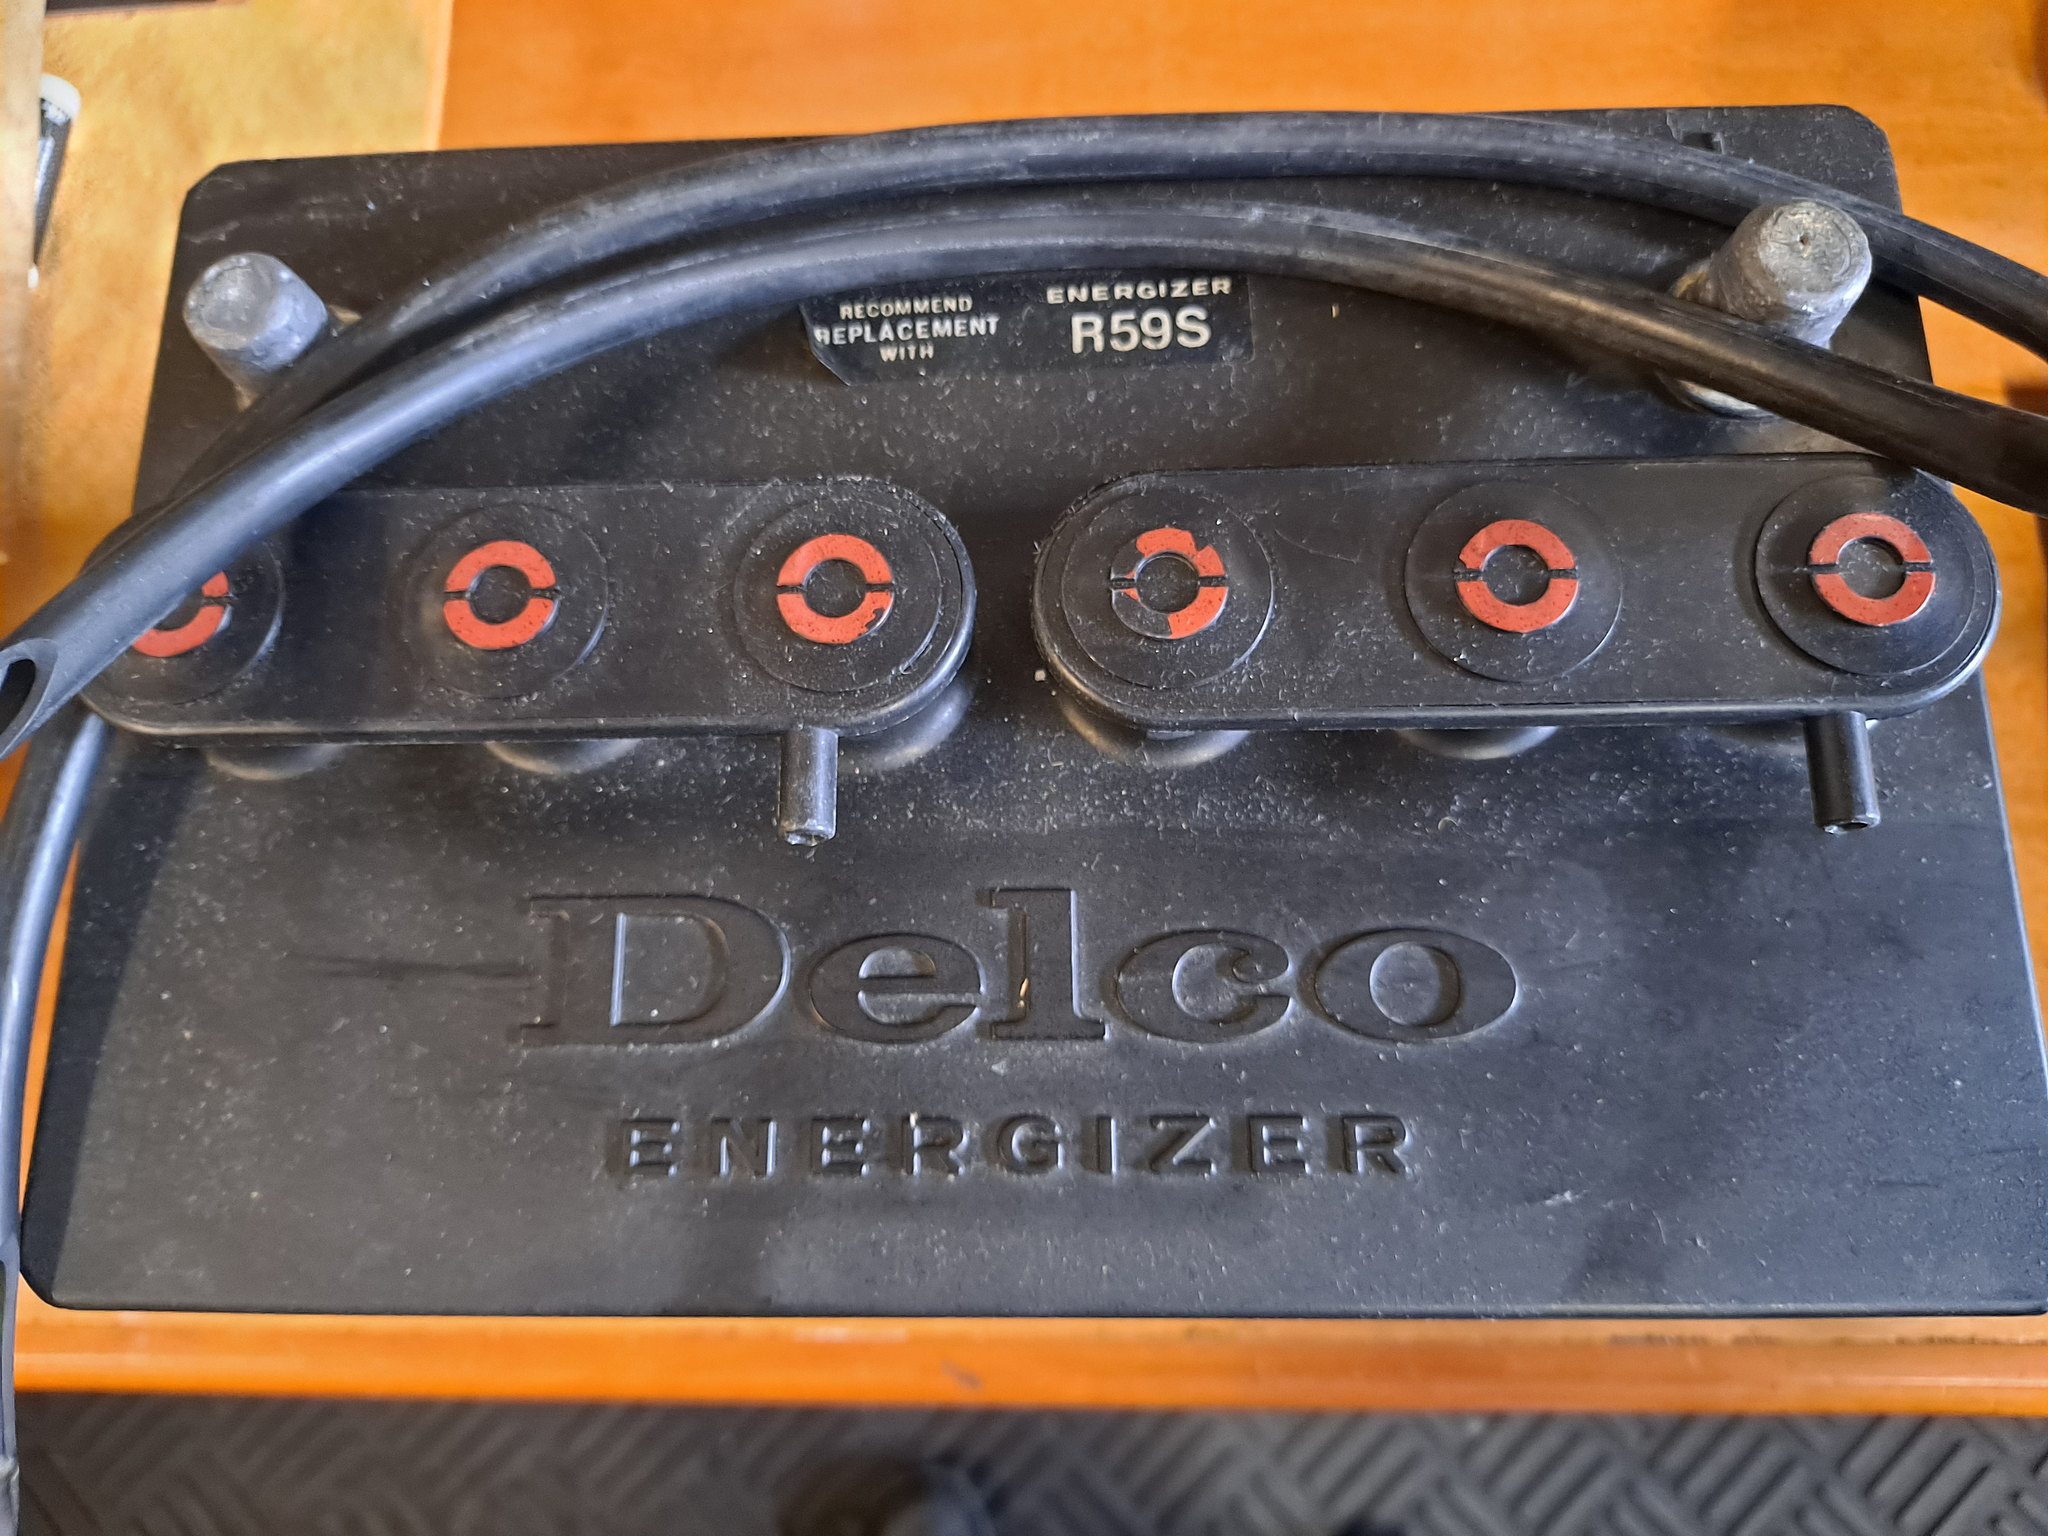 RECOMMEND
REPLACEMENT
WITH
ENERGIZER
R59S
Delco
ENERGIZER